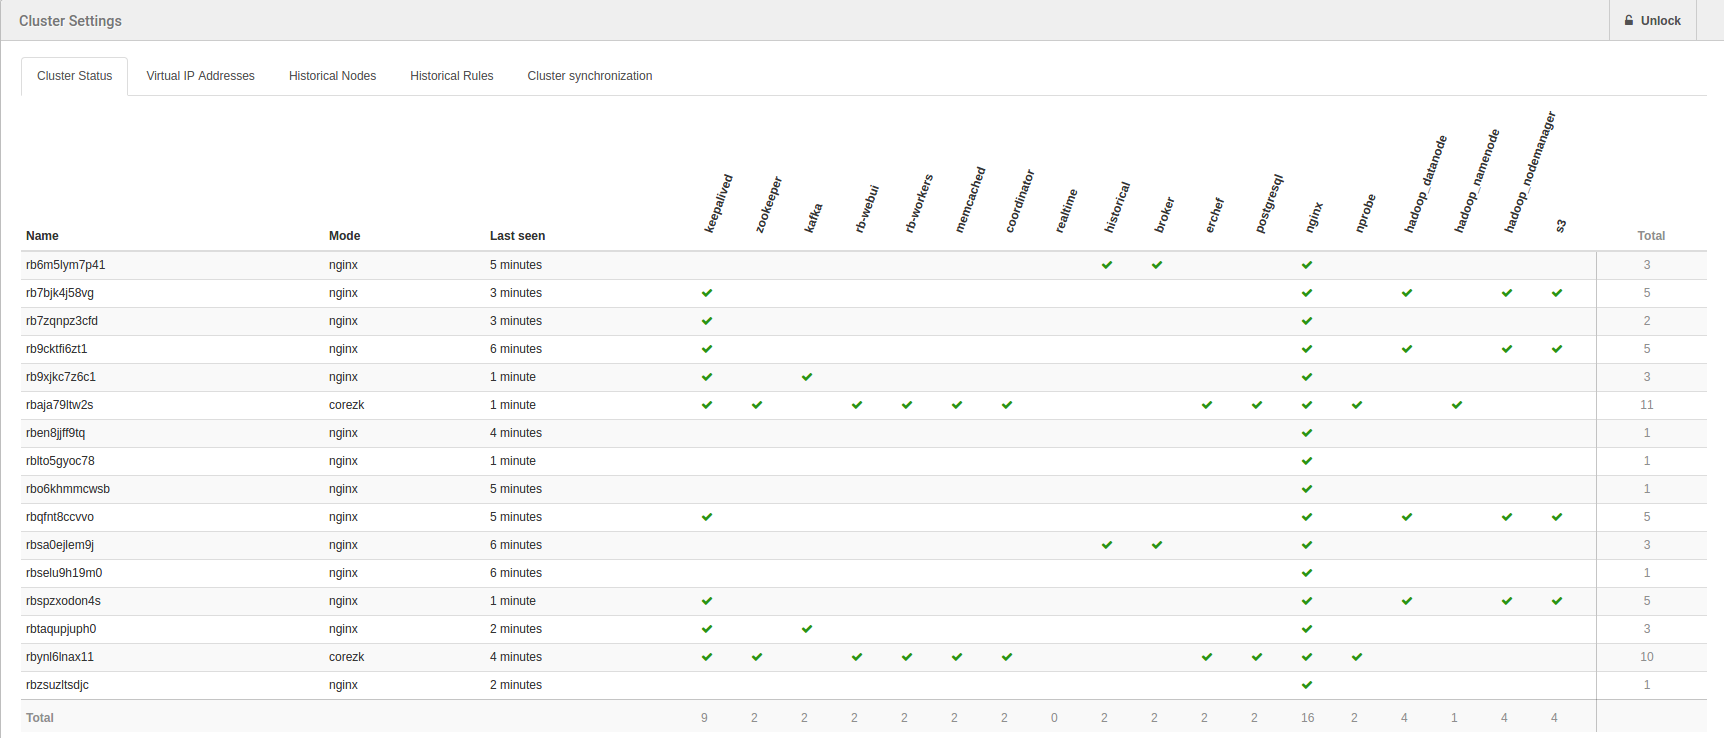 Cluster Settings
Unlock
Cluster Status Virtual IP Addresses Historical Nodes Historical Rules Cluster synchronization
Name Mode Last seen keepalived zookeeper kafka rb-webui rb-workers memcached coordinator realtime historical broker erchef postgresql nginx nprobe hadoop_datanode hadoop_namenode hadoop_nodemanager s3 Total
rb6m5lym7p41 nginx 5 minutes ✔ ✔ ✔ 3
rb7bjk4j58vg nginx 3 minutes ✔ ✔ ✔ ✔ ✔ 5
rb7zqnpz3cfd nginx 3 minutes ✔ ✔ 2
rb9cktfi6zt1 nginx 6 minutes ✔ ✔ ✔ ✔ ✔ 5
rb9xjkc7z6c1 nginx 1 minute ✔ ✔ ✔ 3
rbaja79ltw2s corezk 1 minute ✔ ✔ ✔ ✔ ✔ ✔ ✔ ✔ ✔ ✔ ✔ 11
rben8jjff9tq nginx 4 minutes ✔ 1
rblto5gyoc78 nginx 1 minute ✔ 1
rbo6khmmcwsb nginx 5 minutes ✔ 1
rbqfnt8ccvvo nginx 5 minutes ✔ ✔ ✔ ✔ ✔ 5
rbsa0ejlem9j nginx 6 minutes ✔ ✔ ✔ 3
rbselu9h19m0 nginx 6 minutes ✔ 1
rbspzxodon4s nginx 1 minute ✔ ✔ ✔ ✔ ✔ 5
rbtaqupjuph0 nginx 2 minutes ✔ ✔ ✔ 3
rbynl6lnax11 corezk 4 minutes ✔ ✔ ✔ ✔ ✔ ✔ ✔ ✔ ✔ ✔ 10
rbzsuzltsdjc nginx 2 minutes ✔ 1
Total 9 2 2 2 2 2 2 0 2 2 2 2 16 2 4 1 4 4